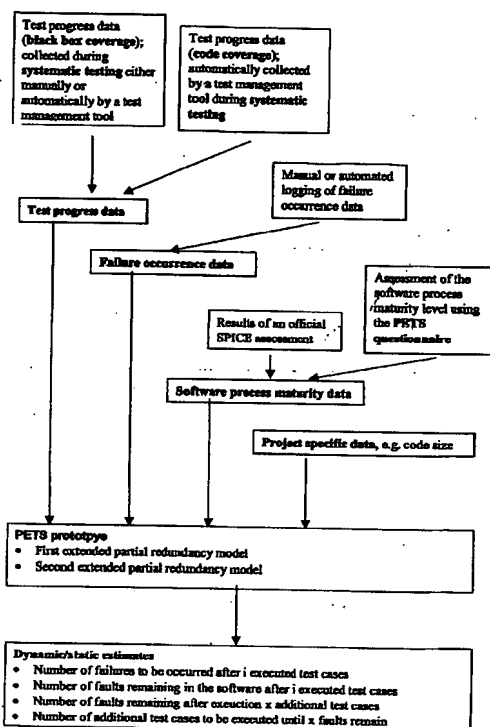 Test progress data
(black box coverage);
collected during
systematic testing either
manually or
automatically by a test
management tool
Test progress data
(code coverage);
automatically collected
by a test management
tool during systematic
testing
Manual or automated
logging of failure
occurrence data
Test progress data
Failure occurrence data
Assessment of the
software process
maturity level using
the PETS
questionnaire
Results of an official
SPICE assessment
Software process maturity data
Project specific data, e.g. code size
PETS prototpye
• First extended partial redundancy model
• Second extended partial redundancy model
Dynamic/static estimates
• Number of failures to be occurred after i executed test cases
• Number of faults remaining in the software after i executed test cases
• Number of faults remaining after exeuction x additional test cases
• Number of additional test cases to be executed until x faults remain